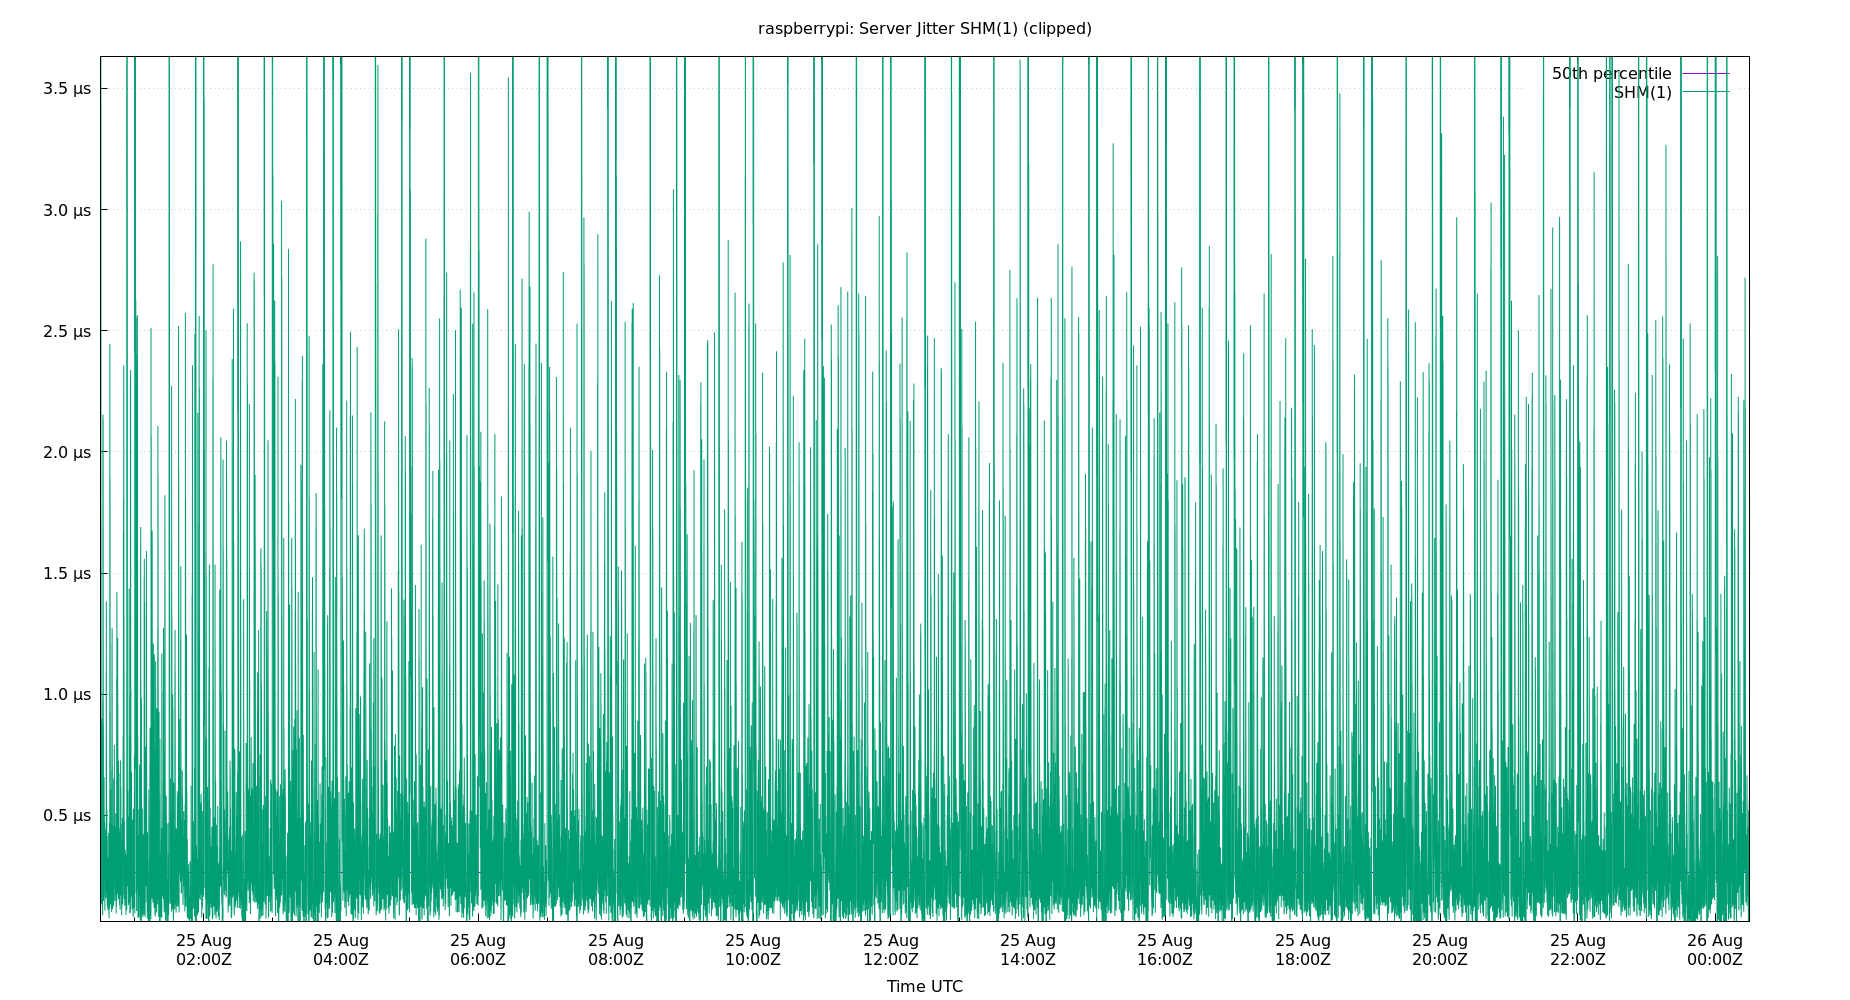 raspberrypi: Server Jitter SHM(1) (clipped)
50th percentile
SHM(1)
3.5 µs
3.0 µs
2.5 µs
2.0 µs
1.5 µs
1.0 µs
0.5 µs
25 Aug 25 Aug 25 Aug 25 Aug 25 Aug 25 Aug 25 Aug 25 Aug 25 Aug 25 Aug 25 Aug 26 Aug
02:00Z 04:00Z 06:00Z 08:00Z 10:00Z 12:00Z 14:00Z 16:00Z 18:00Z 20:00Z 22:00Z 00:00Z
Time UTC